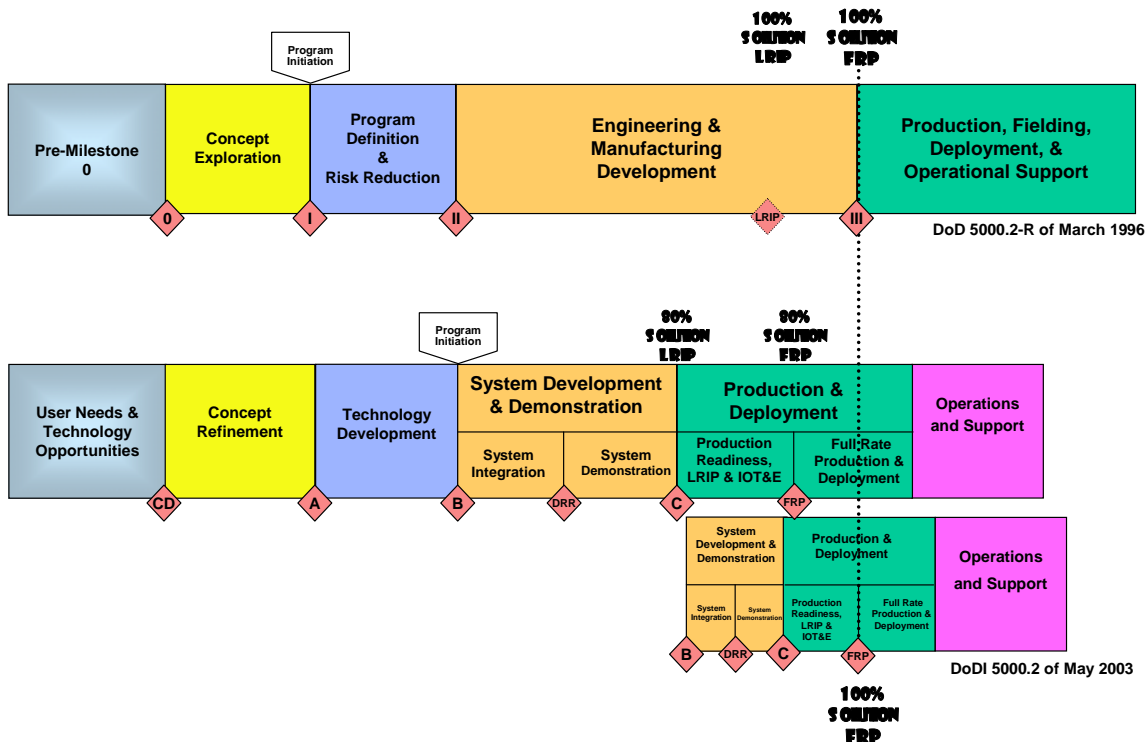 100%
SOLUTION
LRIP
100%
SOLUTION
FRP
Program
Initiation
Pre-Milestone
0
Concept
Exploration
Program
Definition
&
Risk Reduction
Engineering &
Manufacturing
Development
Production, Fielding,
Deployment, &
Operational Support
0
I
II
LRIP
III
DoD 5000.2-R of March 1996
Program
Initiation
80%
SOLUTION
LRIP
80%
SOLUTION
FRP
User Needs &
Technology
Opportunities
Concept
Refinement
Technology
Development
System Development
& Demonstration
System
Integration
System
Demonstration
Production &
Deployment
Production
Readiness,
LRIP & IOT&E
Full Rate
Production &
Deployment
Operations
and Support
CD
A
B
DRR
C
FRP
System
Development &
Demonstration
System
Integration
System
Demonstration
Production &
Deployment
Production
Readiness,
LRIP &
IOT&E
Full Rate
Production &
Deployment
Operations
and Support
B
DRR
C
FRP
DoDI 5000.2 of May 2003
100%
SOLUTION
FRP